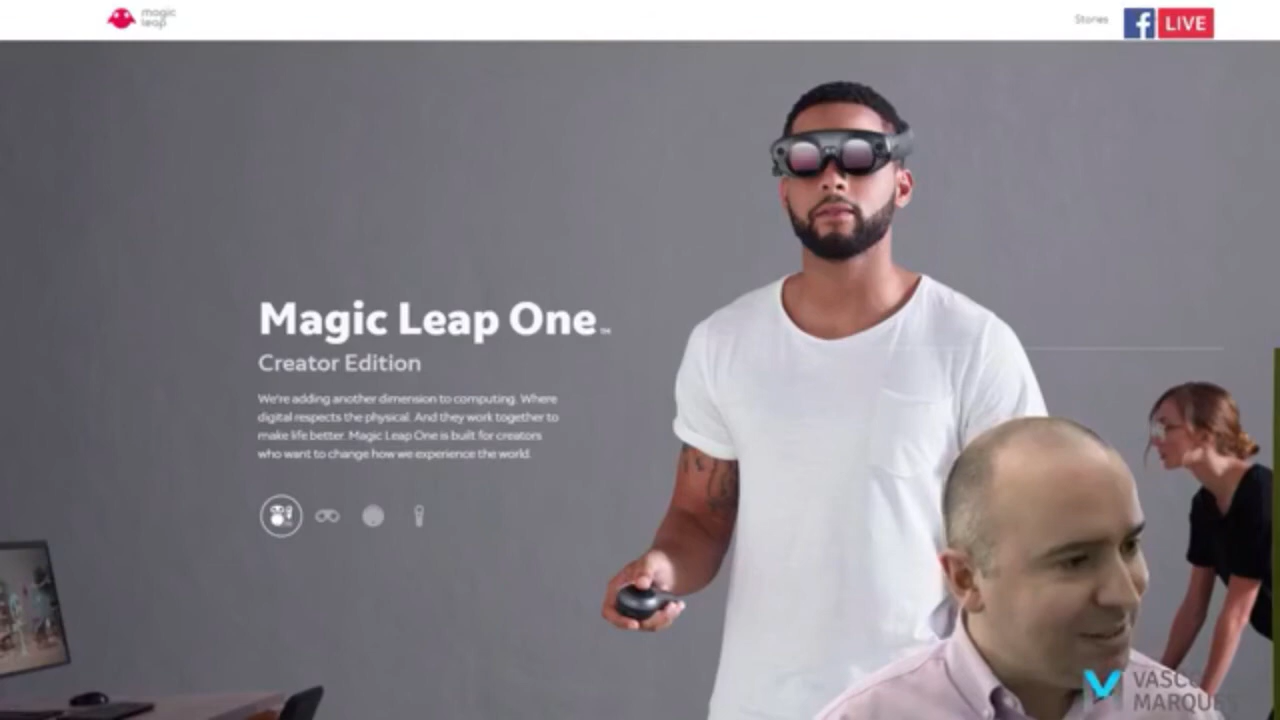 magic
leap
Stories
f LIVE
Magic Leap One™
Creator Edition
We're adding another dimension to computing. Where
digital respects the physical. And they work together to
make life better. Magic Leap One is built for creators
who want to change how we experience the world.
VASCO
MARQUES